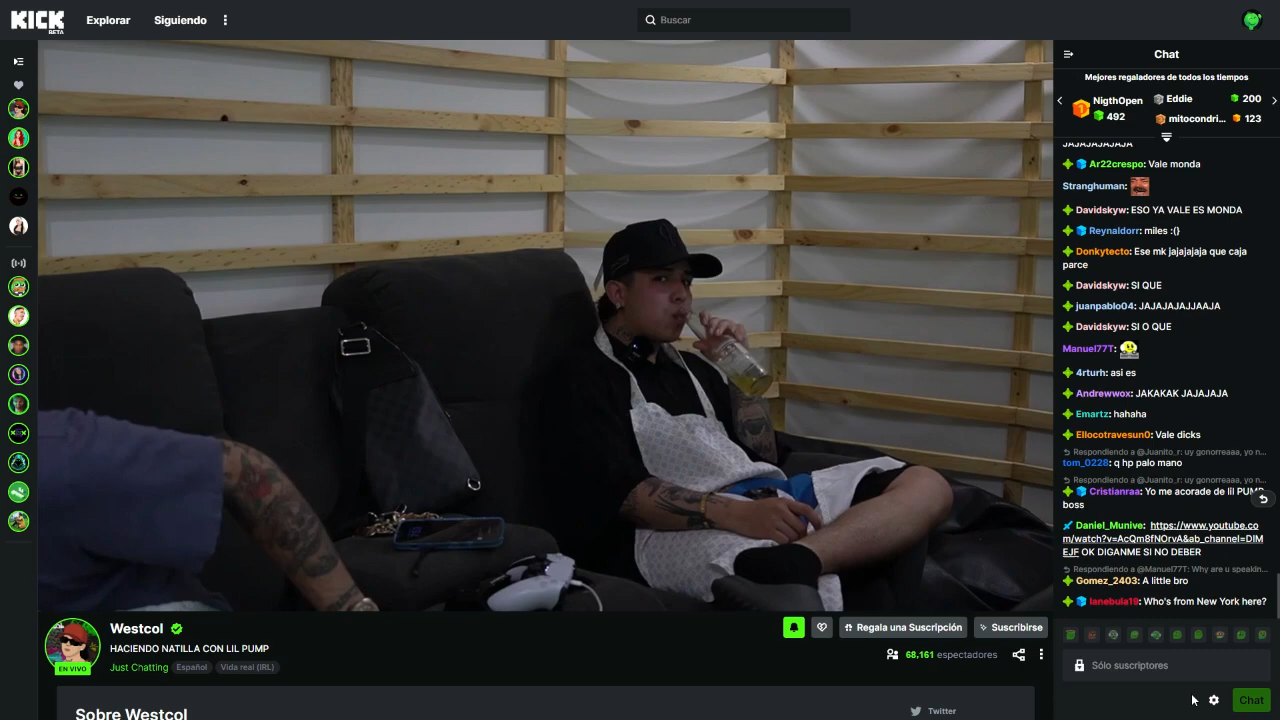 KICK
BETA
Explorar
Siguiendo
Buscar
Chat
Mejores regaladores de todos los tiempos
NigthOpen
492
Eddie
200
mitocondri...
123
JAJAJAJAJAJA
Ar22crespo: Vale monda
Stranghuman:
Davidskyw: ESO YA VALE ES MONDA
Reynaldorr: miles :{}
Donkytecto: Ese mk jajajajaja que caja
parce
Davidskyw: SI QUE
juanpablo04: JAJAJAJAJJAAJA
Davidskyw: SI O QUE
Manuel77T:
4rturh: asi es
Andrewwox: JAKAKAK JAJAJAJA
Emartz: hahaha
Ellocotravesun0: Vale dicks
Respondiendo a @Juanito_r: uy gonorreaaa, yo n...
tom_0228: q hp palo mano
Respondiendo a @Juanito_r: uy gonorreaaa, yo n...
Cristianraa: Yo me acorade de lil PUMP
boss
Daniel_Munive: https://www.youtube.co
m/watch?v=AcQm8fNOrvA&ab_channel=DIM
EJF OK DIGANME SI NO DEBER
Respondiendo a @Manuel77T: Why are u speakin...
Gomez_2403: A little bro
lanebula19: Who's from New York here?
Sólo suscriptores
Chat
Westcol
EN VIVO
HACIENDO NATILLA CON LIL PUMP
Just Chatting
Español
Vida real (IRL)
Regala una Suscripción
Suscribirse
68,161 espectadores
Sobre Westcol
Twitter